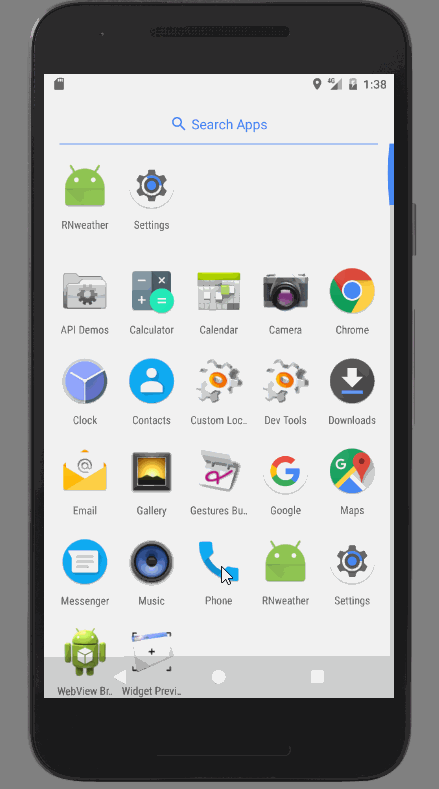 4G 1:38
Search Apps
RNweather Settings
API Demos Calculator Calendar Camera Chrome
Clock Contacts Custom Loc.. Dev Tools Downloads
Email Gallery Gestures Bu.. Google Maps
Messenger Music Phone RNweather Settings
WebView Br.. Widget Previ..